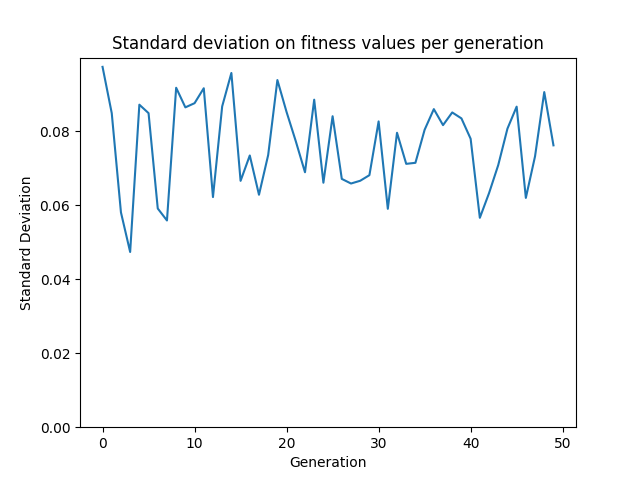 Standard deviation on fitness values per generation
0.08
0.06
0.04
0.02
0.00
Standard Deviation
0 10 20 30 40 50
Generation